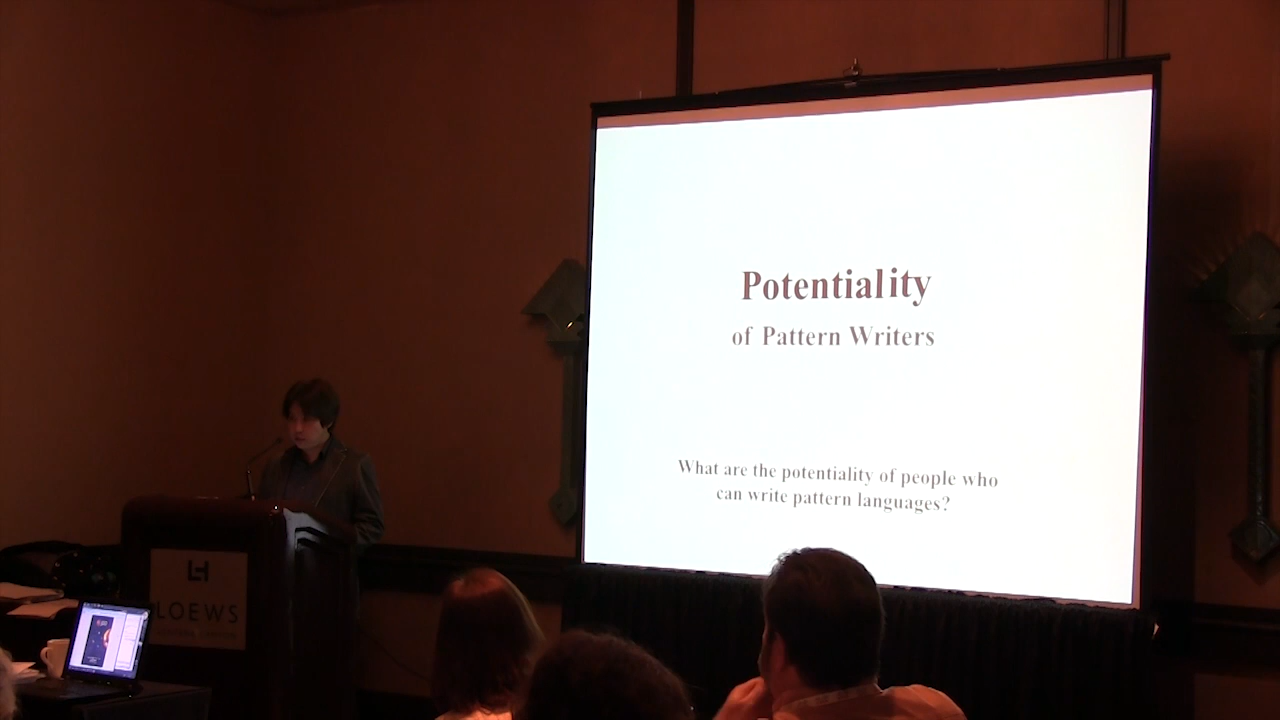 Potentiality
of Pattern Writers
What are the potentiality of people who
can write pattern languages?
LOEWS